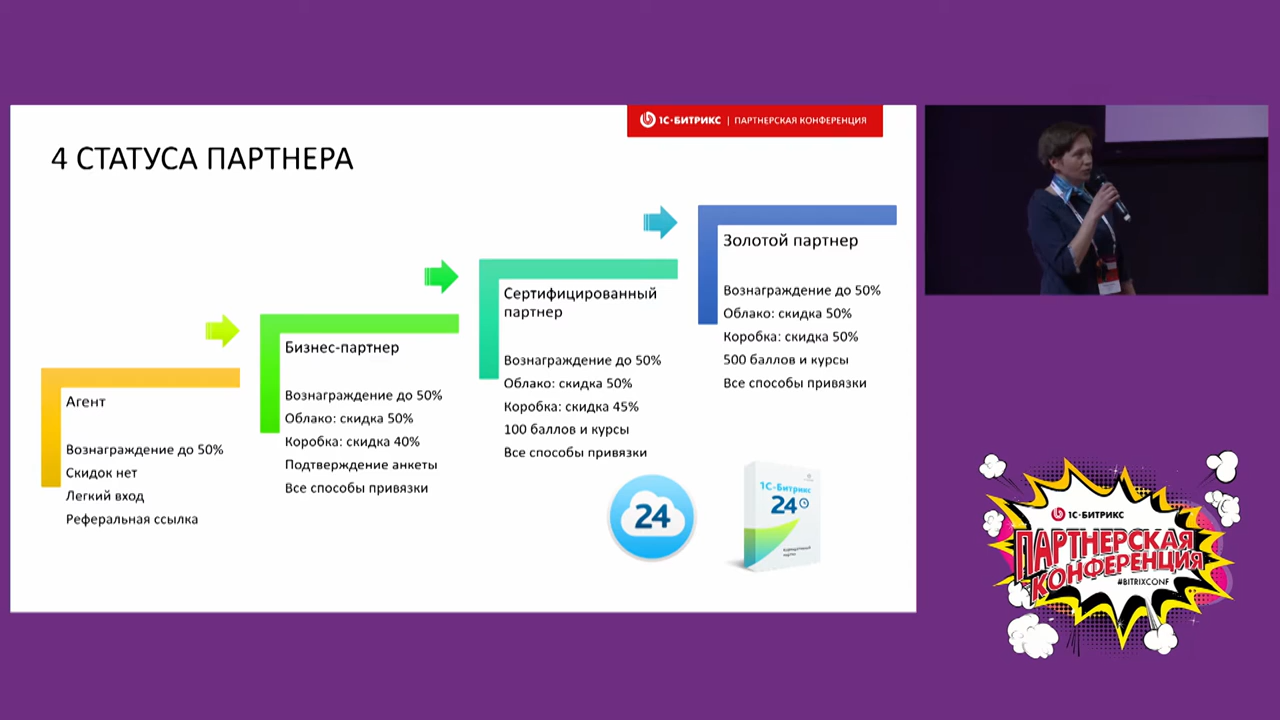 1С-БИТРИКС | ПАРТНЕРСКАЯ КОНФЕРЕНЦИЯ
4 СТАТУСА ПАРТНЕРА
Агент
Вознаграждение до 50%
Скидок нет
Легкий вход
Реферальная ссылка
Бизнес-партнер
Вознаграждение до 50%
Облако: скидка 50%
Коробка: скидка 40%
Подтверждение анкеты
Все способы привязки
Сертифицированный
партнер
Вознаграждение до 50%
Облако: скидка 50%
Коробка: скидка 45%
100 баллов и курсы
Все способы привязки
Золотой партнер
Вознаграждение до 50%
Облако: скидка 50%
Коробка: скидка 50%
500 баллов и курсы
Все способы привязки
24
1С-Битрикс
24
1С-БИТРИКС
ПАРТНЕРСКАЯ
КОНФЕРЕНЦИЯ
#BITRIXCONF